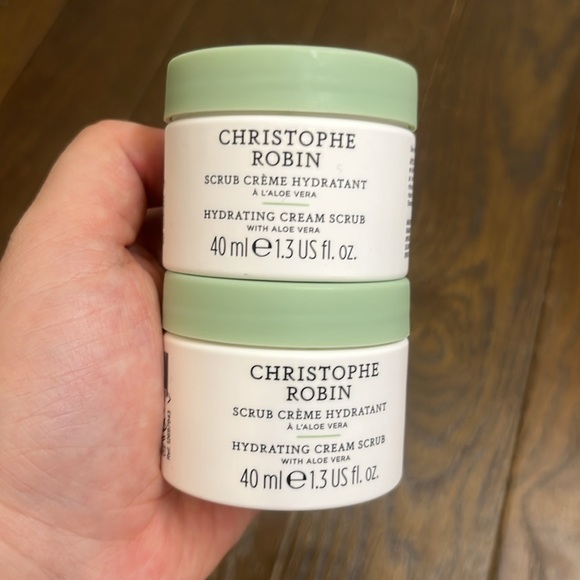 CHRISTOPHE
ROBIN
SCRUB CRÈME HYDRATANT
À L'ALOE VERA
HYDRATING CREAM SCRUB
WITH ALOE VERA
40 ml ℮ 1.3 US fl. oz.
CHRISTOPHE
ROBIN
SCRUB CRÈME HYDRATANT
À L'ALOE VERA
HYDRATING CREAM SCRUB
WITH ALOE VERA
40 ml ℮ 1.3 US fl. oz.